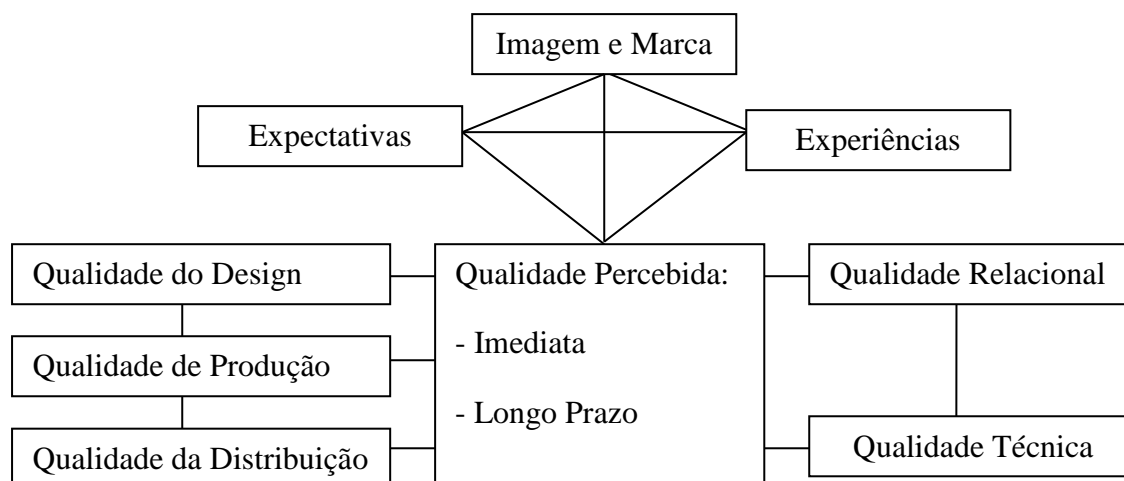 Imagem e Marca
Expectativas
Experiências
Qualidade do Design
Qualidade de Produção
Qualidade da Distribuição
Qualidade Percebida:
- Imediata
- Longo Prazo
Qualidade Relacional
Qualidade Técnica